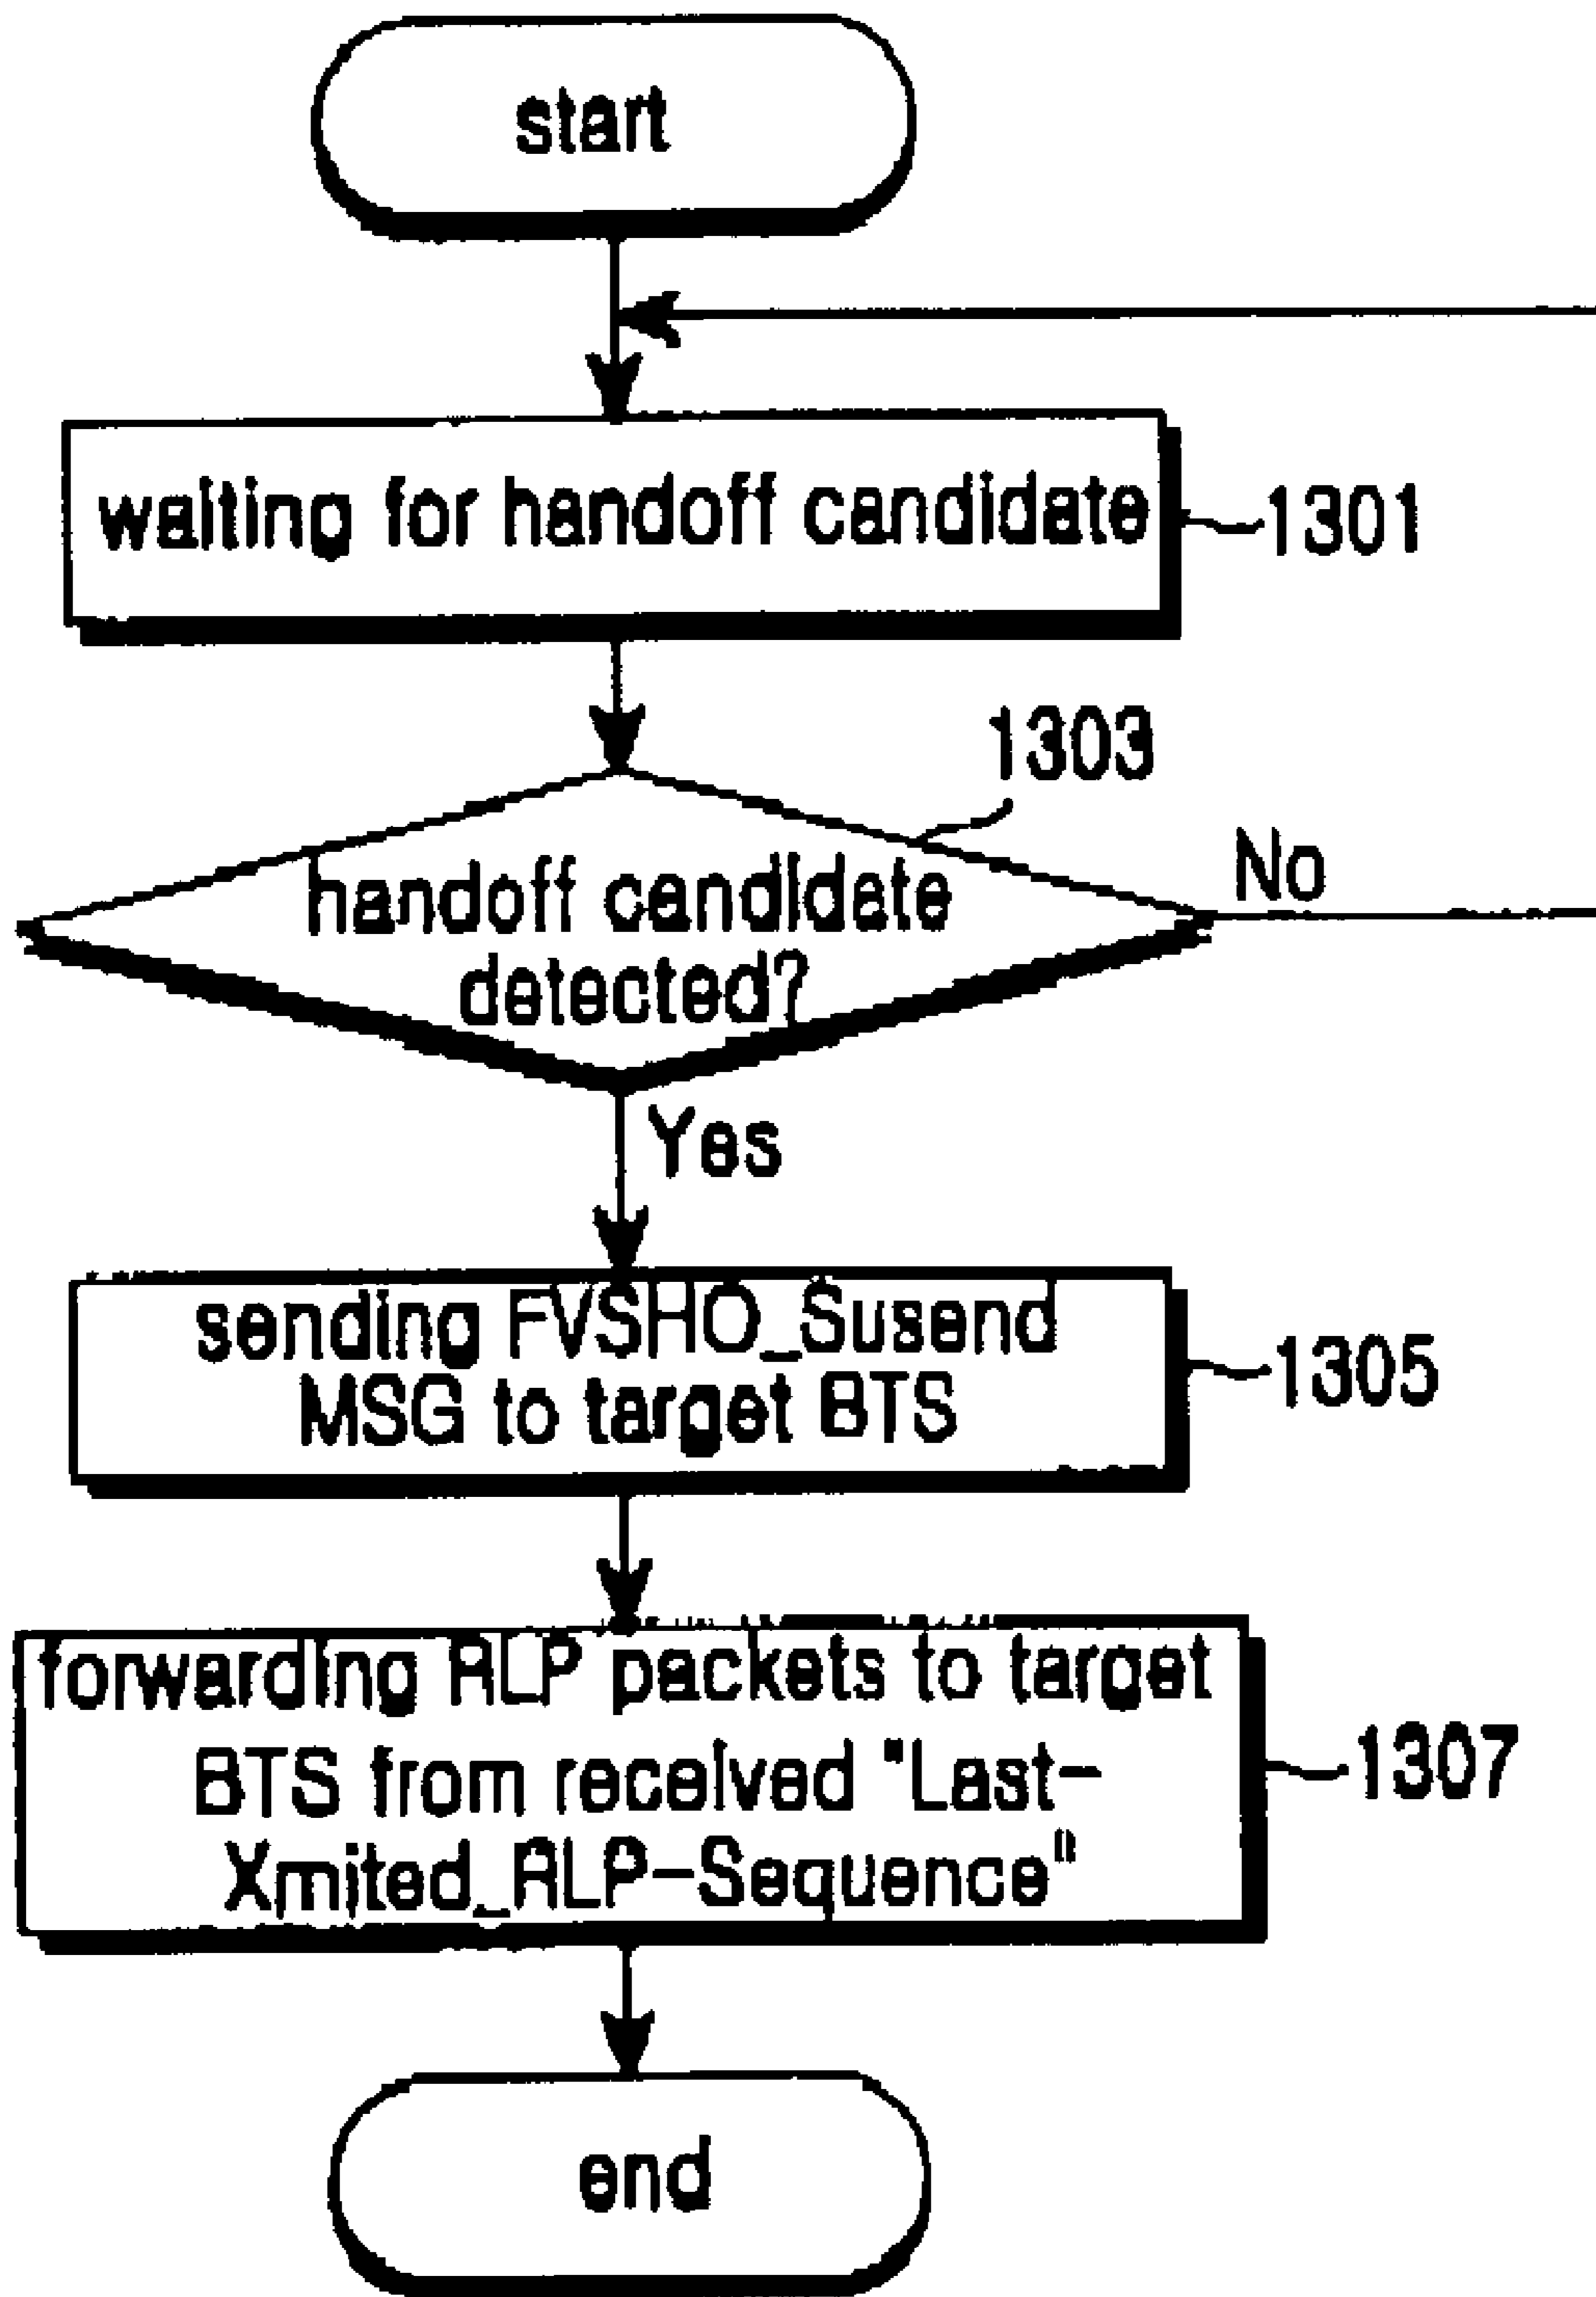 start
waiting for handoff candidate
1301
1303
handoff candidate
detected?
No
Yes
sending FVSHO_Susend
MSG to target BTS
1305
forwarding RLP packets to target
BTS from received "Last-
Xmited_RLP-Sequence"
1307
end